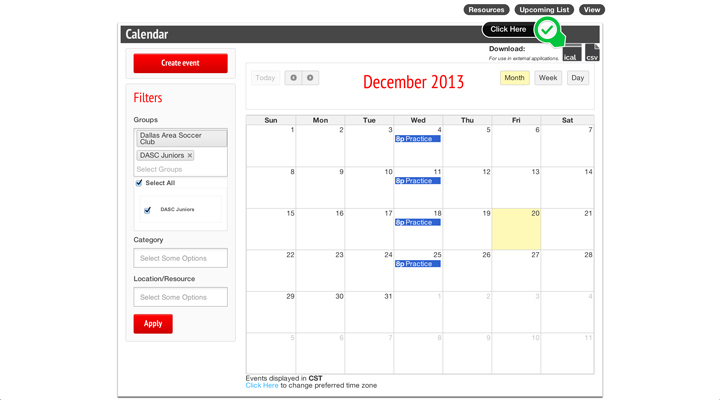 Resources Upcoming List View
Click Here
Calendar
Download:
For use in external applications.
ical csv
Create event
Today
December 2013
Month Week Day
Filters
Groups
Dallas Area Soccer
Club
DASC Juniors
Select Groups
Select All
DASC Juniors
Category
Select Some Options
Location/Resource
Select Some Options
Apply
Sun Mon Tue Wed Thu Fri Sat
1 2 3 4 5 6 7
8p Practice
8 9 10 11 12 13 14
8p Practice
15 16 17 18 19 20 21
8p Practice
22 23 24 25 26 27 28
8p Practice
29 30 31 1 2 3 4
5 6 7 8 9 10 11
Events displayed in CST
Click Here to change preferred time zone